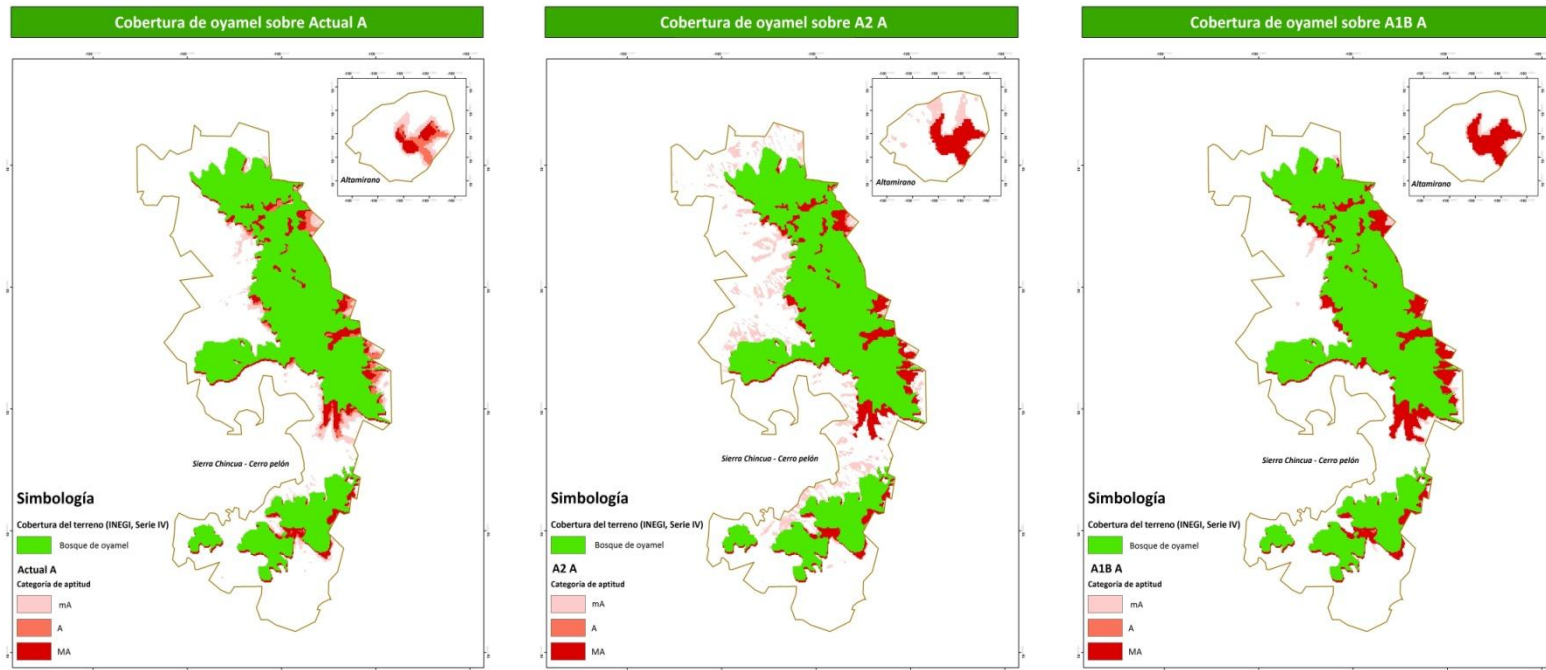 Cobertura de oyamel sobre Actual A
Altamirano
Sierra Chincua - Cerro pelón
Simbología
Cobertura del terreno (INEGI, Serie IV)
Bosque de oyamel
Actual A
Categoría de aptitud
mA
A
MA
Cobertura de oyamel sobre A2 A
Altamirano
Sierra Chincua - Cerro pelón
Simbología
Cobertura del terreno (INEGI, Serie IV)
Bosque de oyamel
A2 A
Categoría de aptitud
mA
A
MA
Cobertura de oyamel sobre A1B A
Altamirano
Sierra Chincua - Cerro pelón
Simbología
Cobertura del terreno (INEGI, Serie IV)
Bosque de oyamel
A1B A
Categoría de aptitud
mA
A
MA